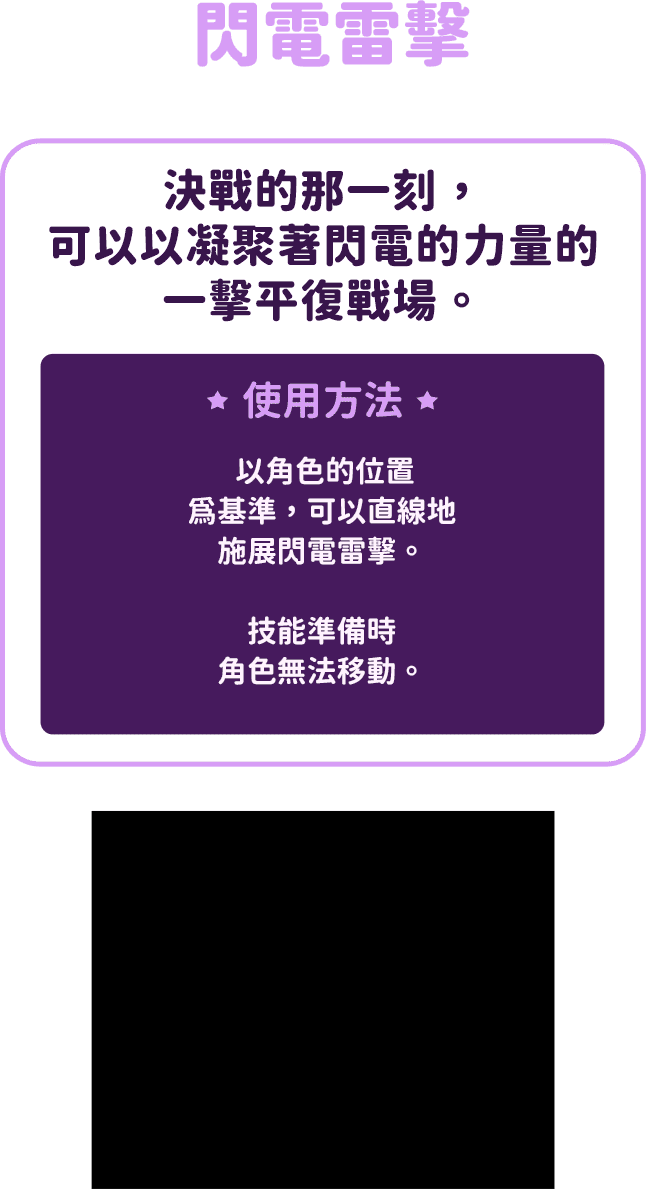 閃電雷擊
決戰的那一刻，
可以以凝聚著閃電的力量的
一擊平復戰場。
★ 使用方法 ★
以角色的位置
爲基準，可以直線地
施展閃電雷擊。
技能準備時
角色無法移動。